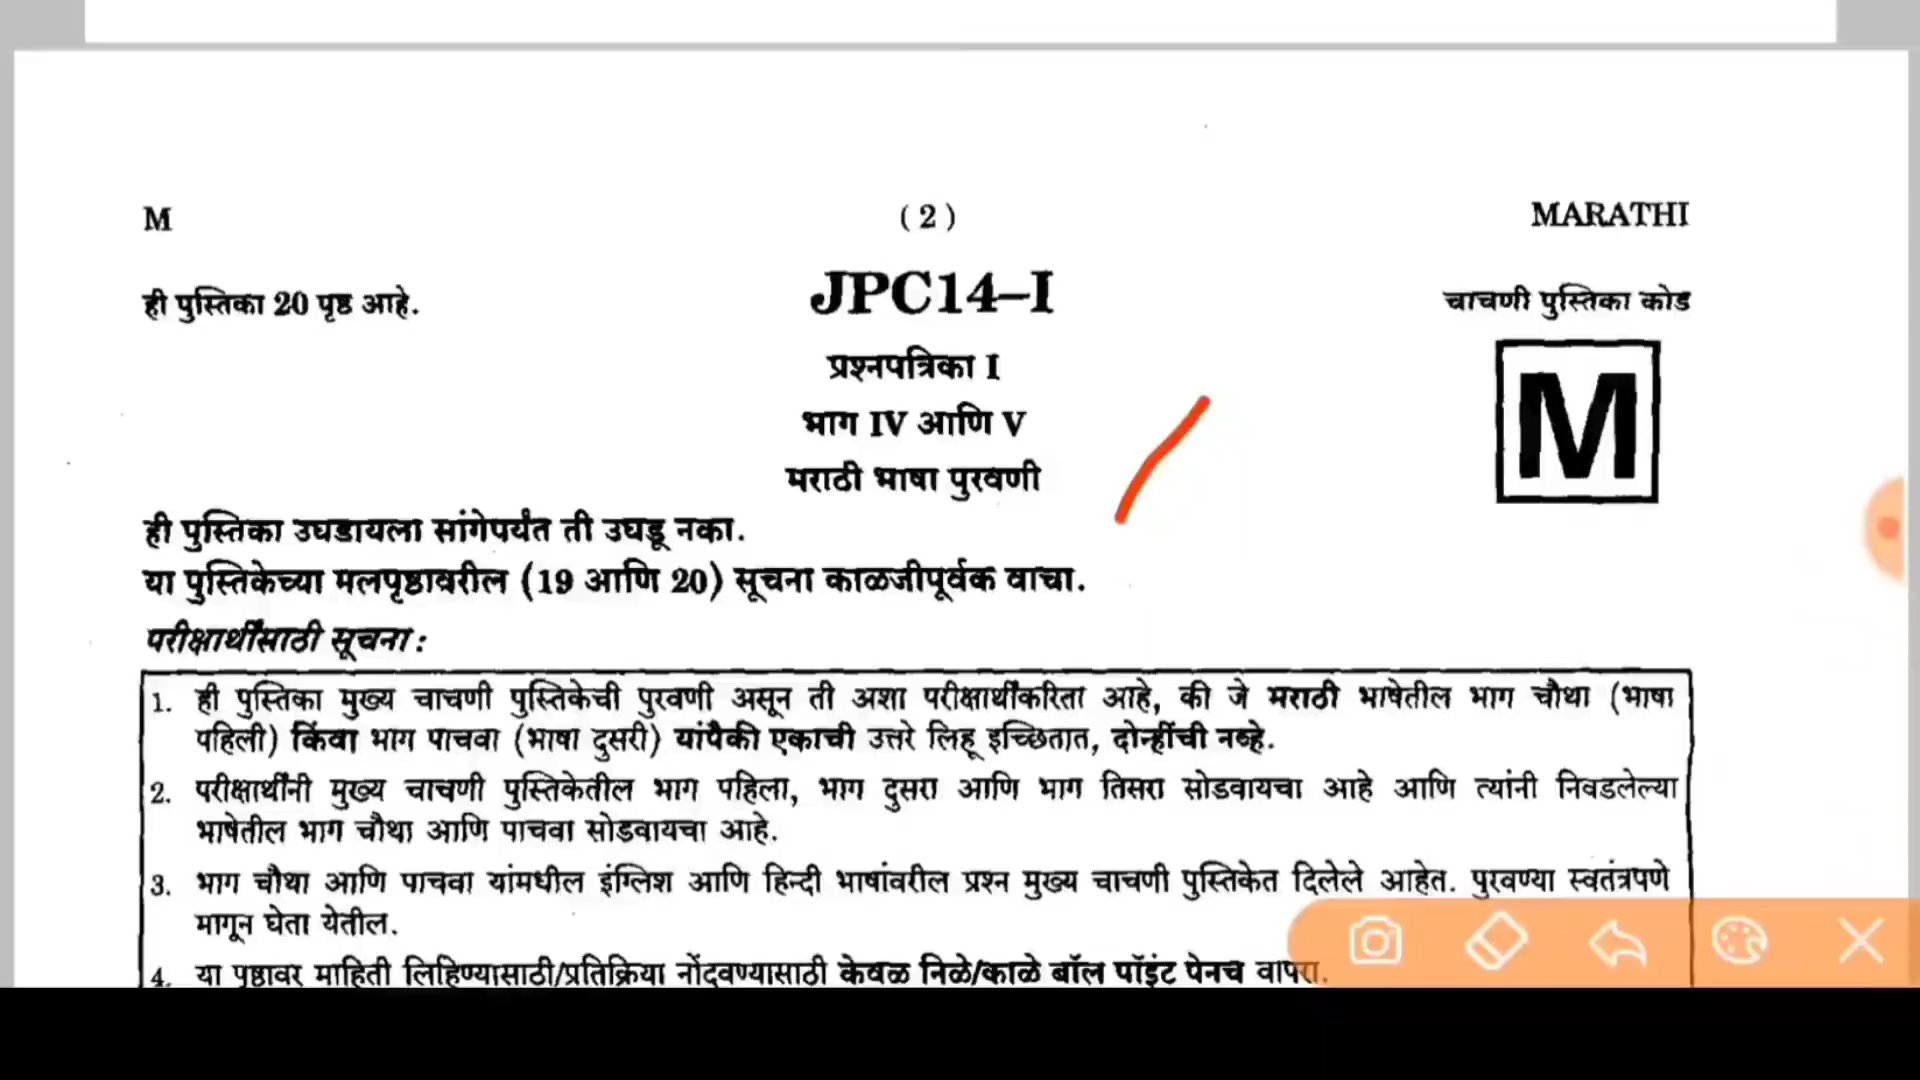 M
( 2 )
MARATHI
ही पुस्तिका 20 पृष्ठ आहे.
JPC14–I
चाचणी पुस्तिका कोड
प्रश्नपत्रिका I
भाग IV आणि V
मराठी भाषा पुरवणी
M
ही पुस्तिका उघडायला सांगेपर्यंत ती उघडू नका.
या पुस्तिकेच्या मलपृष्ठावरील (19 आणि 20) सूचना काळजीपूर्वक वाचा.
परीक्षार्थींसाठी सूचना :
1. ही पुस्तिका मुख्य चाचणी पुस्तिकेची पुरवणी असून ती अशा परीक्षार्थींकरिता आहे, की जे मराठी भाषेतील भाग चौथा (भाषा
पहिली) किंवा भाग पाचवा (भाषा दुसरी) यांपैकी एकाची उत्तरे लिहू इच्छितात, दोन्हींची नव्हे.
2. परीक्षार्थींनी मुख्य चाचणी पुस्तिकेतील भाग पहिला, भाग दुसरा आणि भाग तिसरा सोडवायचा आहे आणि त्यांनी निवडलेल्या
भाषेतील भाग चौथा आणि पाचवा सोडवायचा आहे.
3. भाग चौथा आणि पाचवा यांमधील इंग्लिश आणि हिन्दी भाषांवरील प्रश्न मुख्य चाचणी पुस्तिकेत दिलेले आहेत. पुरवण्या स्वतंत्रपणे
मागून घेता येतील.
4. या पृष्ठावर माहिती लिहिण्यासाठी/प्रतिक्रिया नोंदवण्यासाठी केवळ निळे/काळे बॉल पॉइंट पेनच वापरा.